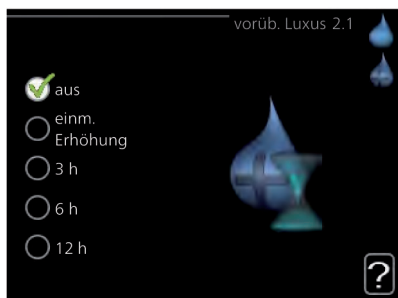 vorüb. Luxus 2.1
aus
einm.
Erhöhung
3 h
6 h
12 h
?